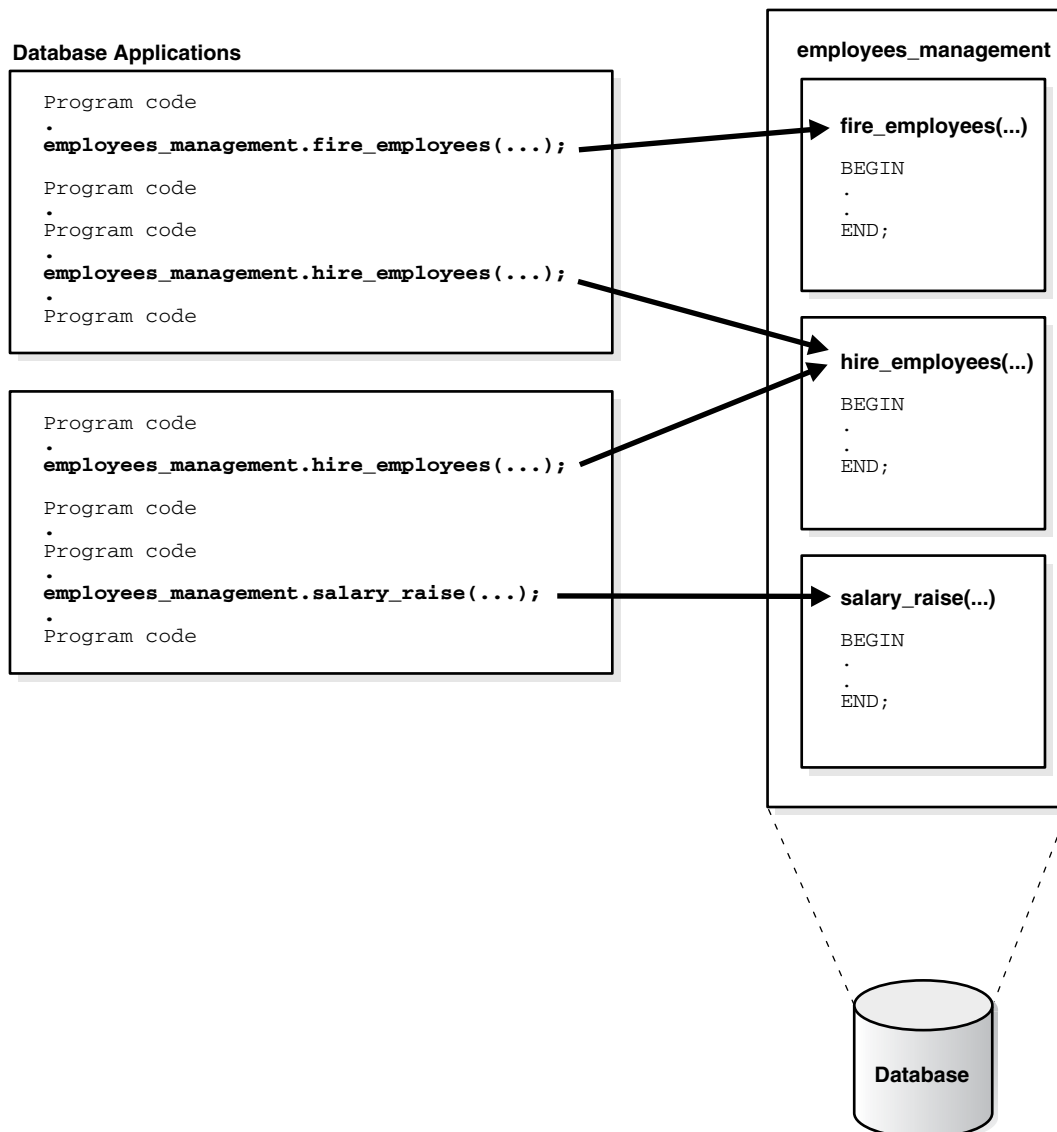 Database Applications
Program code
.
employees_management.fire_employees(...);
Program code
.
Program code
.
employees_management.hire_employees(...);
.
Program code
Program code
.
employees_management.hire_employees(...);
Program code
.
Program code
.
employees_management.salary_raise(...);
.
Program code
employees_management
fire_employees(...)
BEGIN
.
.
END;
hire_employees(...)
BEGIN
.
.
END;
salary_raise(...)
BEGIN
.
.
END;
Database